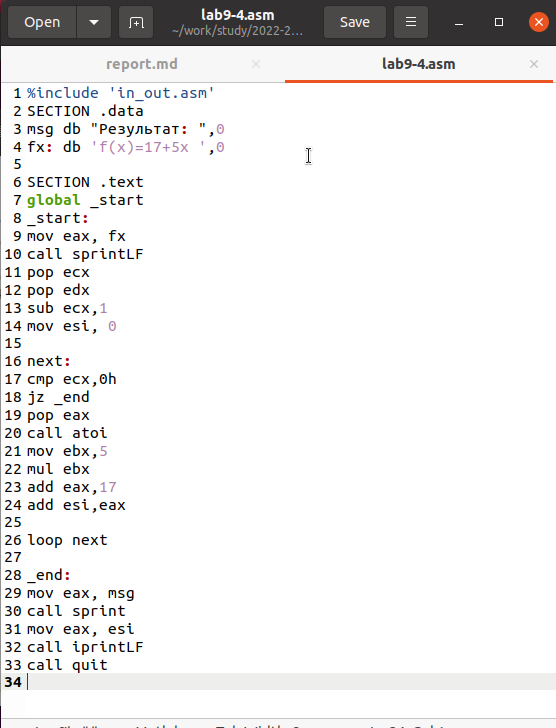 Open
lab9-4.asm
~/work/study/2022-2...
Save
report.md
lab9-4.asm
1 %include 'in_out.asm'
2 SECTION .data
3 msg db "Результат: ",0
4 fx: db 'f(x)=17+5x ',0
5
6 SECTION .text
7 global _start
8 _start:
9 mov eax, fx
10 call sprintLF
11 pop ecx
12 pop edx
13 sub ecx,1
14 mov esi, 0
15
16 next:
17 cmp ecx,0h
18 jz _end
19 pop eax
20 call atoi
21 mov ebx,5
22 mul ebx
23 add eax,17
24 add esi,eax
25
26 loop next
27
28 _end:
29 mov eax, msg
30 call sprint
31 mov eax, esi
32 call iprintLF
33 call quit
34